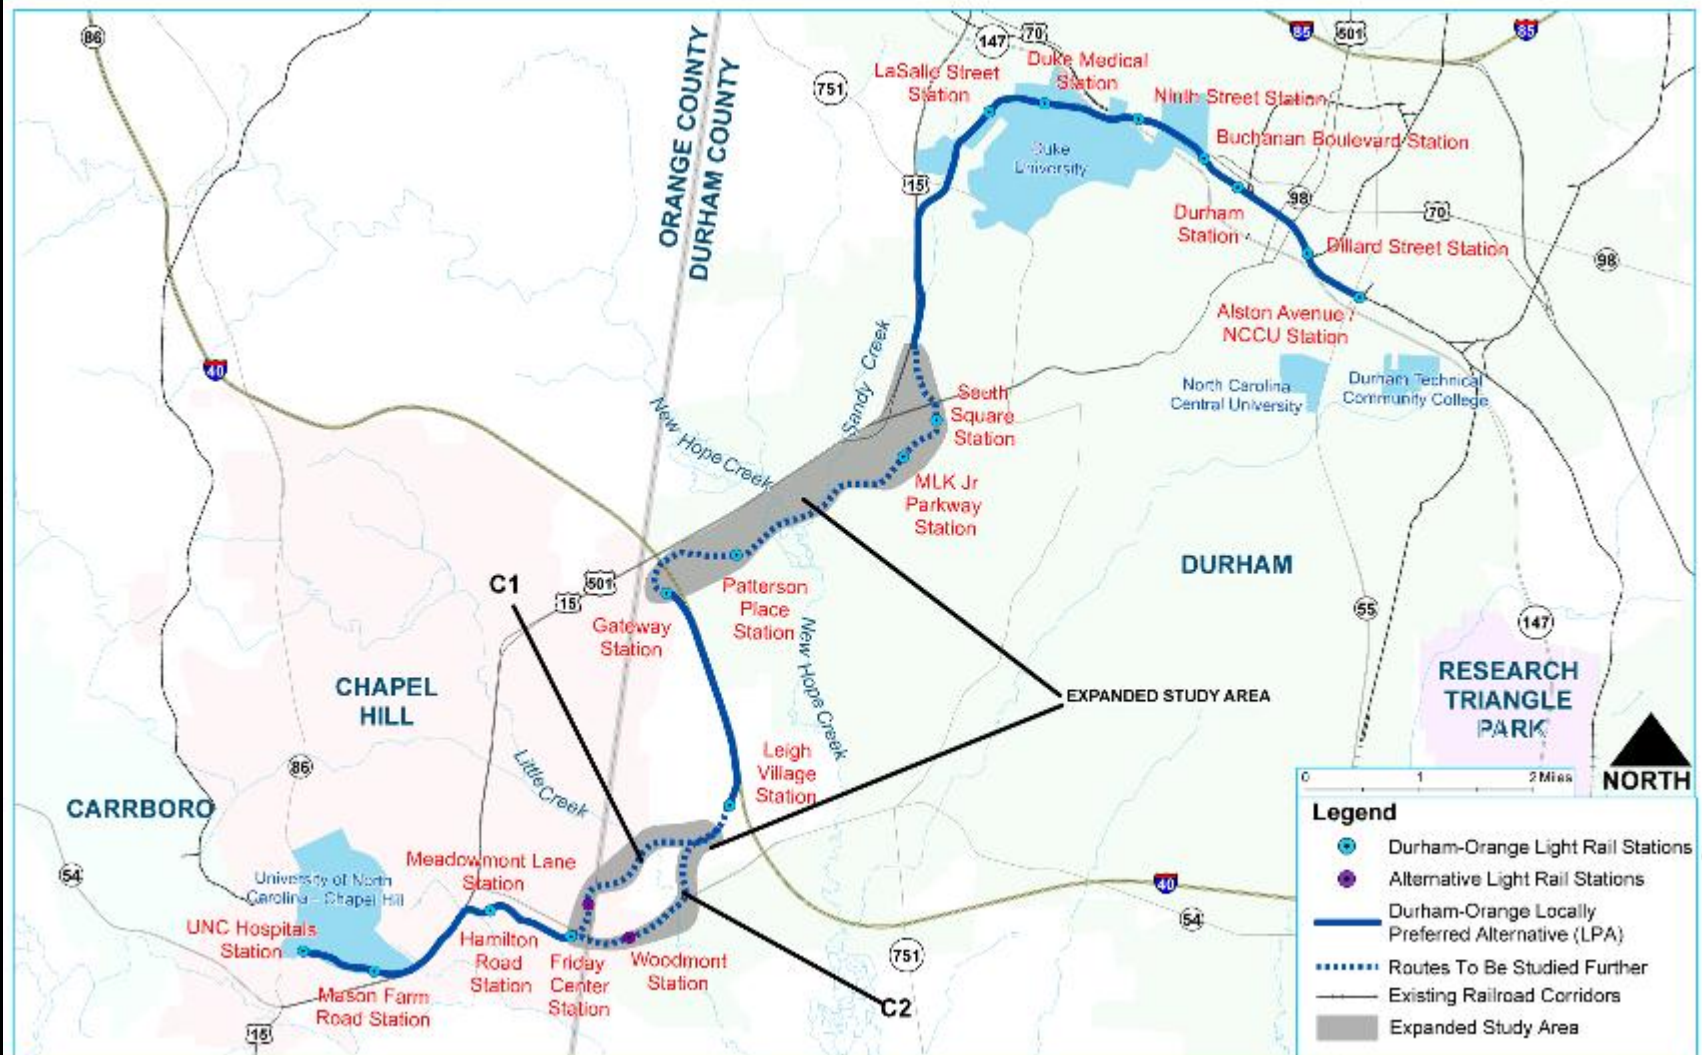 86
147
70
85
501
85
ORANGE COUNTY
DURHAM COUNTY
751
LaSalle Street
Station
Duke Medical
Station
Ninth Street Station
Buchanan Boulevard Station
Duke
University
15
98
70
Durham
Station
Dillard Street Station
98
Alston Avenue /
NCCU Station
40
Sandy Creek
New Hope Creek
South
Square
Station
North Carolina
Central University
Durham Technical
Community College
MLK Jr
Parkway
Station
DURHAM
C1
501
15
Patterson
Place
Station
Gateway
Station
New Hope Creek
55
147
CHAPEL
HILL
EXPANDED STUDY AREA
RESEARCH
TRIANGLE
PARK
86
Little Creek
Leigh
Village
Station
CARRBORO
0 1 2 Miles
NORTH
54
Meadowmont Lane
Station
University of North
Carolina - Chapel Hill
UNC Hospitals
Station
Hamilton
Road
Station
Friday
Center
Station
Woodmont
Station
Mason Farm
Road Station
15
40
54
751
C2
Legend
Durham-Orange Light Rail Stations
Alternative Light Rail Stations
Durham-Orange Locally
Preferred Alternative (LPA)
Routes To Be Studied Further
Existing Railroad Corridors
Expanded Study Area